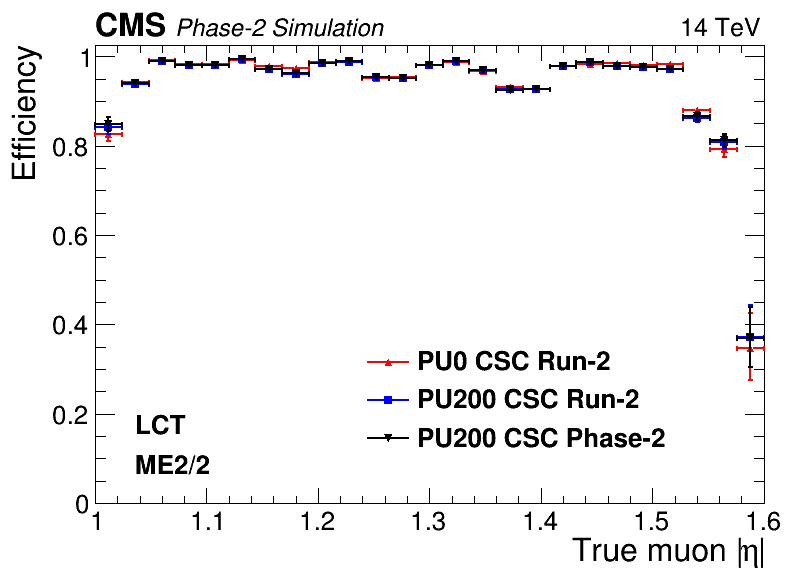 CMS Phase-2 Simulation 14 TeV
Efficiency
1
0.8
0.6
0.4
0.2
0
PU0 CSC Run-2
PU200 CSC Run-2
PU200 CSC Phase-2
LCT
ME2/2
1 1.1 1.2 1.3 1.4 1.5 1.6
True muon |η|